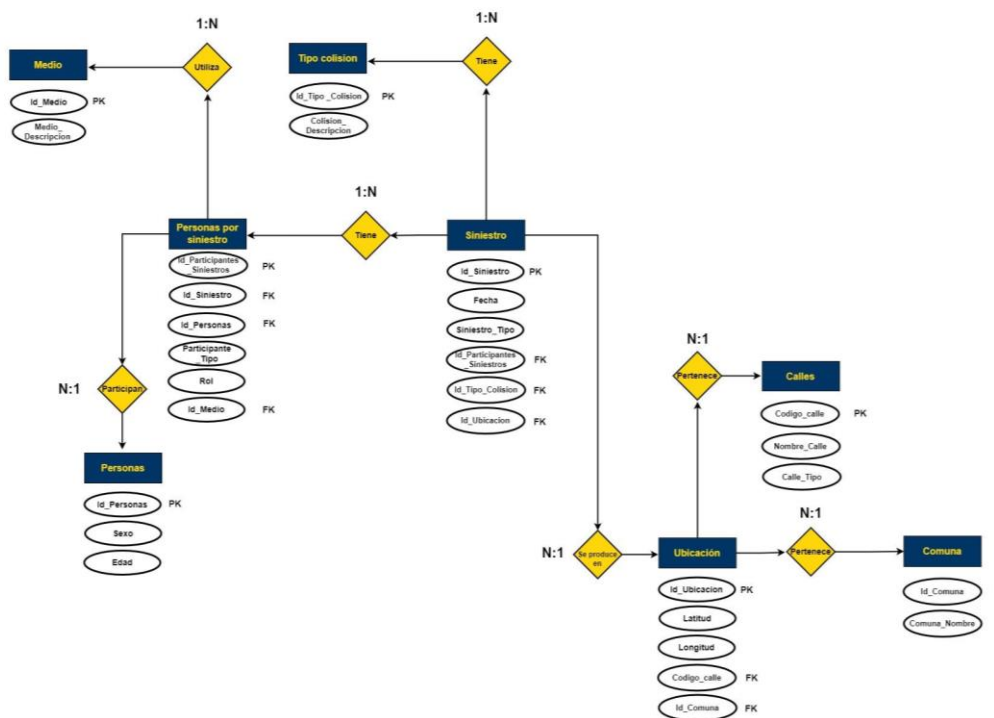 1:N
1:N
Medio
Utiliza
Tipo colision
Tiene
Id_Medio PK
Medio_
Descripcion
Id_Tipo _Colision PK
Colision_
Descripcion
1:N
Personas por
siniestro
Tiene
Siniestro
Id_Participantes
_Siniestros PK
Id_Siniestro FK
Id_Personas FK
Participante
_Tipo
Rol
Id_Medio FK
Id_Siniestro PK
Fecha
Siniestro_Tipo
Id_Participantes
_Siniestros FK
Id_Tipo_Colision FK
Id_Ubicacion FK
N:1
Participan
Personas
Id_Personas PK
Sexo
Edad
N:1
Pertenece
Calles
Codigo_calle PK
Nombre_Calle
Calle_Tipo
N:1
N:1
Se produce
en
Ubicación
Pertenece
Comuna
Id_Ubicacion PK
Latitud
Longitud
Codigo_calle FK
Id_Comuna FK
Id_Comuna
Comuna_Nombre